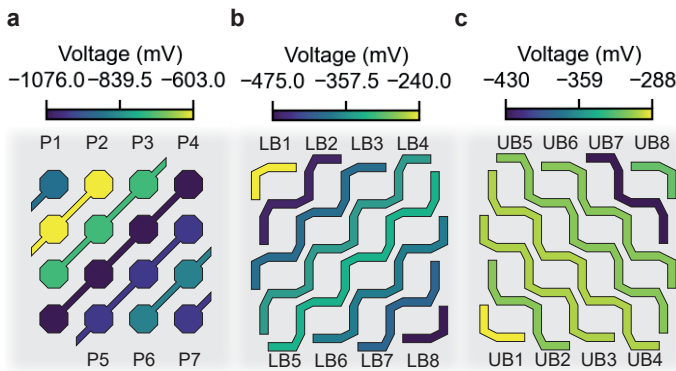 a b c
Voltage (mV) Voltage (mV) Voltage (mV)
−1076.0 −839.5 −603.0 −475.0 −357.5 −240.0 −430 −359 −288
P1 P2 P3 P4 LB1 LB2 LB3 LB4 UB5 UB6 UB7 UB8
P5 P6 P7 LB5 LB6 LB7 LB8 UB1 UB2 UB3 UB4